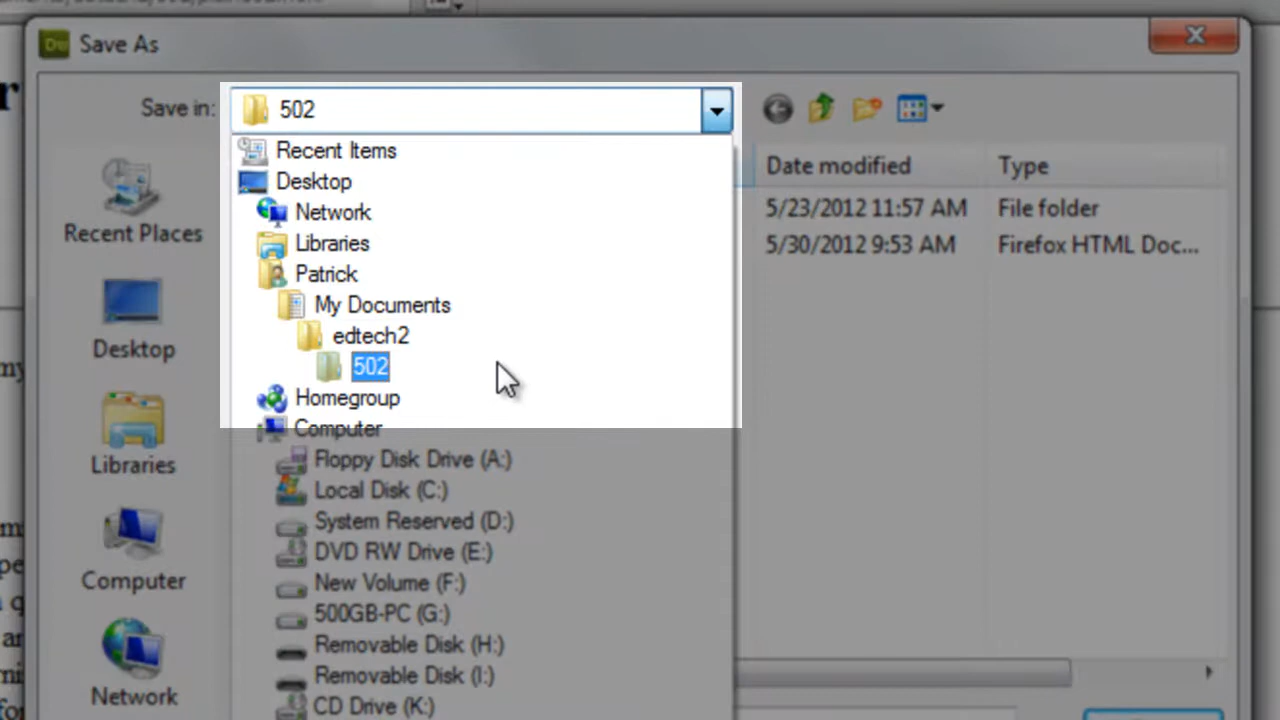 Dw Save As
Save in: 502
Recent Items
Desktop
Network
Libraries
Patrick
My Documents
edtech2
502
Homegroup
Computer
Floppy Disk Drive (A:)
Local Disk (C:)
System Reserved (D:)
DVD RW Drive (E:)
New Volume (F:)
500GB-PC (G:)
Removable Disk (H:)
Removable Disk (I:)
CD Drive (K:)
Recent Places
Desktop
Libraries
Computer
Network
Date modified Type
5/23/2012 11:57 AM File folder
5/30/2012 9:53 AM Firefox HTML Doc...